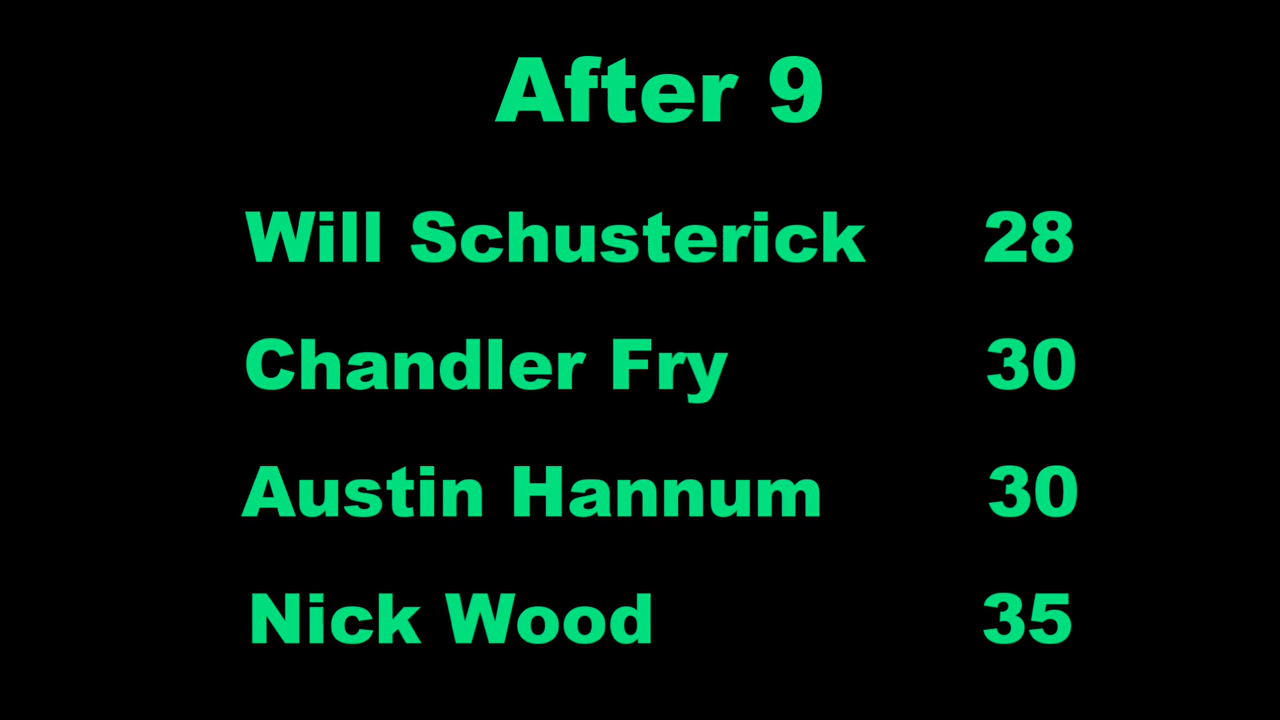 After 9
Will Schusterick 28
Chandler Fry 30
Austin Hannum 30
Nick Wood 35